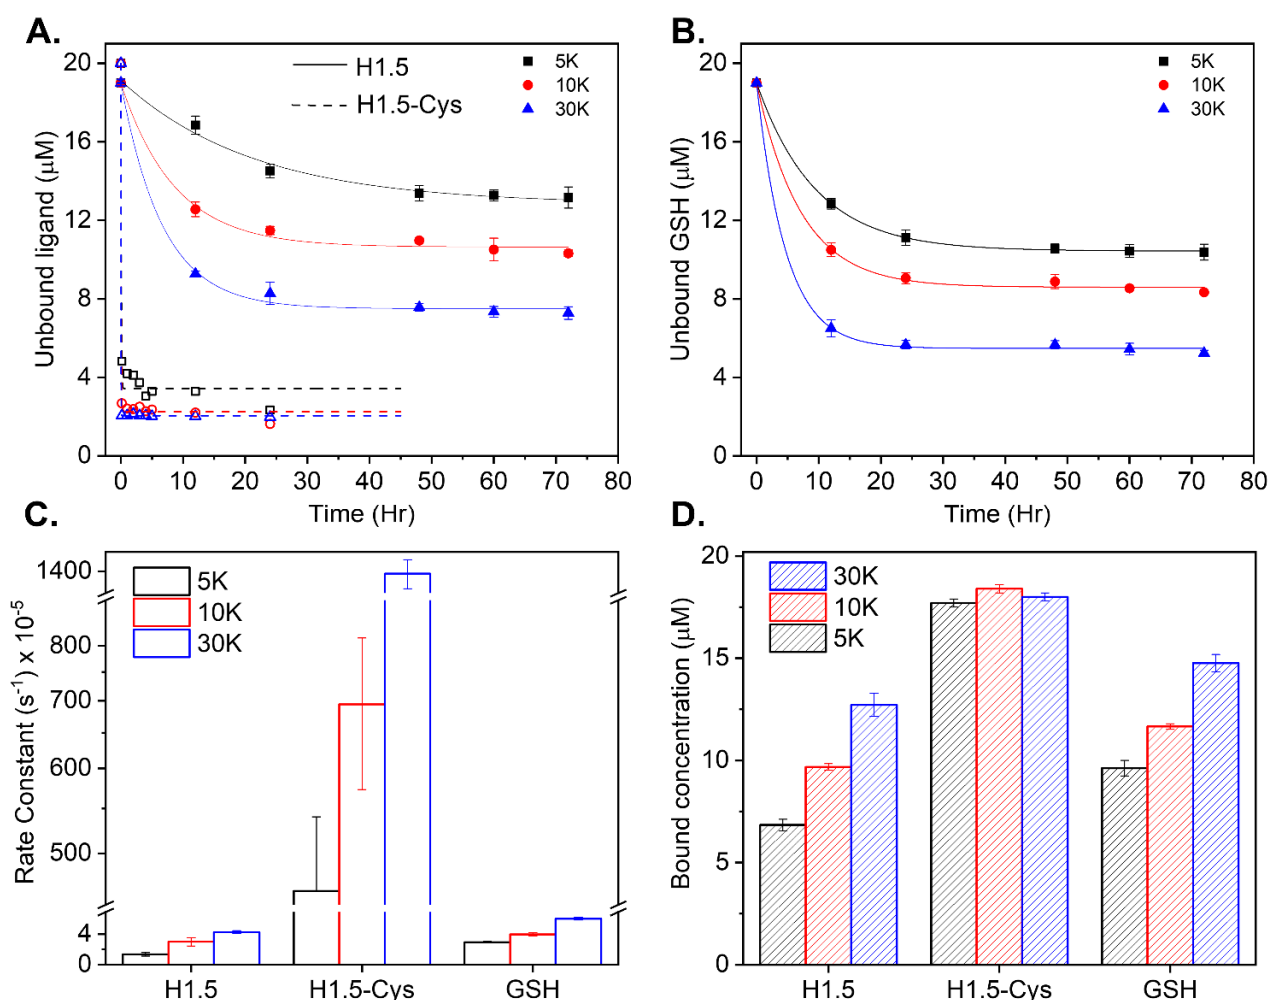 A.
H1.5
H1.5-Cys
5K
10K
30K
Unbound ligand (μM)
20
16
12
8
4
0
0 10 20 30 40 50 60 70 80
Time (Hr)
B.
5K
10K
30K
Unbound GSH (μM)
20
16
12
8
4
0
0 10 20 30 40 50 60 70 80
Time (Hr)
C.
5K
10K
30K
Rate Constant (s⁻¹) x 10⁻⁵
1400
800
700
600
500
4
0
H1.5 H1.5-Cys GSH
D.
30K
10K
5K
Bound concentration (μM)
20
15
10
5
0
H1.5 H1.5-Cys GSH